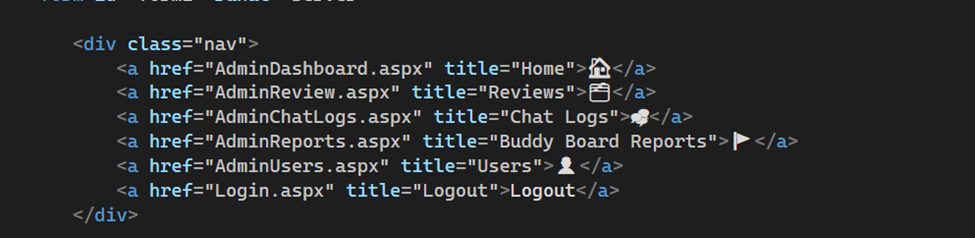 <div class="nav">
<a href="AdminDashboard.aspx" title="Home">🏠</a>
<a href="AdminReview.aspx" title="Reviews">🗂</a>
<a href="AdminChatLogs.aspx" title="Chat Logs">💬</a>
<a href="AdminReports.aspx" title="Buddy Board Reports">🚩</a>
<a href="AdminUsers.aspx" title="Users">👤</a>
<a href="Login.aspx" title="Logout">Logout</a>
</div>